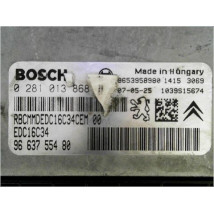 BOSCH
Made in Hungary
0 281 013 868
0653950900 1415 3069
07-05-25 1039S15674
RBCMMDEDC16C34CEM 00
EDC16C34
96 637 554 80